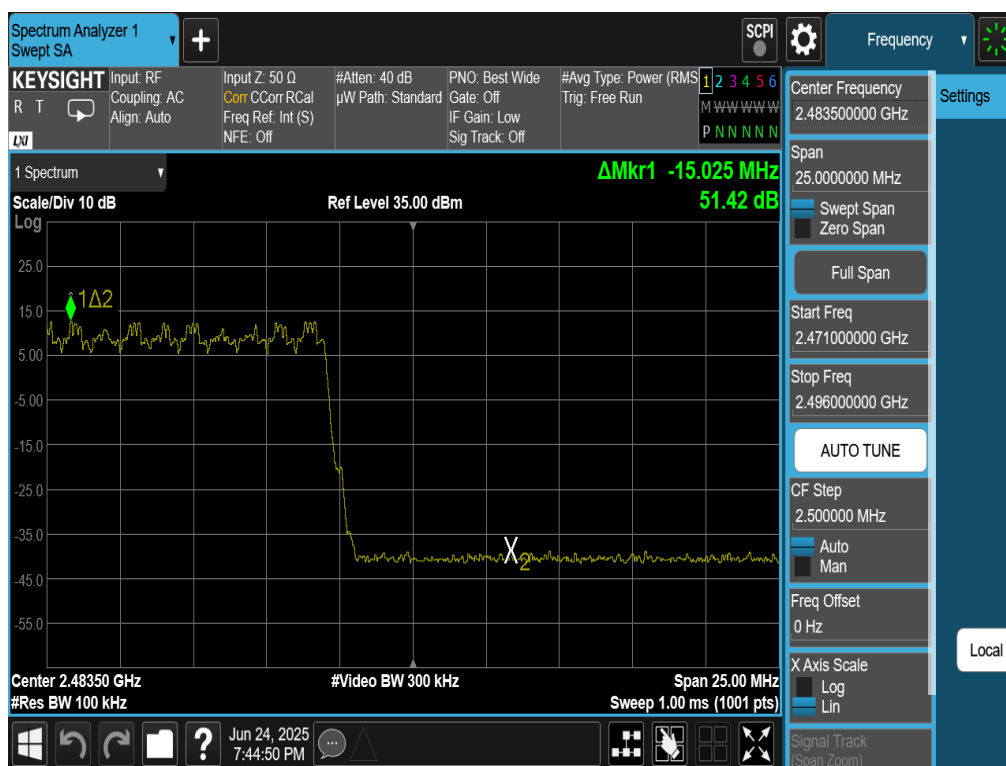 Spectrum Analyzer 1
Swept SA
+
SCPI
Frequency
KEYSIGHT
R T
LXI
Input: RF
Coupling: AC
Align: Auto
Input Z: 50 Ω
Corr CCorr RCal
Freq Ref: Int (S)
NFE: Off
#Atten: 40 dB
µW Path: Standard
PNO: Best Wide
Gate: Off
IF Gain: Low
Sig Track: Off
#Avg Type: Power (RMS
Trig: Free Run
1 2 3 4 5 6
M W W W W W
P N N N N N
1 Spectrum
ΔMkr1 -15.025 MHz
51.42 dB
Scale/Div 10 dB
Ref Level 35.00 dBm
Log
25.0
15.0
5.00
-5.00
-15.0
-25.0
-35.0
-45.0
-55.0
1Δ2
X2
Center 2.48350 GHz
#Video BW 300 kHz
Span 25.00 MHz
#Res BW 100 kHz
Sweep 1.00 ms (1001 pts)
Center Frequency
2.483500000 GHz
Span
25.0000000 MHz
Swept Span
Zero Span
Full Span
Start Freq
2.471000000 GHz
Stop Freq
2.496000000 GHz
AUTO TUNE
CF Step
2.500000 MHz
Auto
Man
Freq Offset
0 Hz
X Axis Scale
Log
Lin
Signal Track
(Span Zoom)
Settings
Local
?
Jun 24, 2025
7:44:50 PM